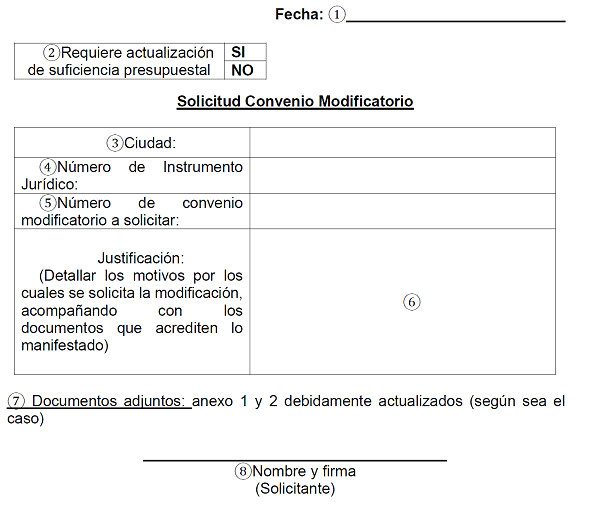 Fecha: ①
②Requiere actualización SI
de suficiencia presupuestal NO
Solicitud Convenio Modificatorio
③Ciudad:
④Número de Instrumento
Jurídico:
⑤Número de convenio
modificatorio a solicitar:
Justificación:
(Detallar los motivos por los
cuales se solicita la modificación,
acompañando con los
documentos que acrediten lo
manifestado)
⑥
⑦ Documentos adjuntos: anexo 1 y 2 debidamente actualizados (según sea el
caso)
⑧Nombre y firma
(Solicitante)